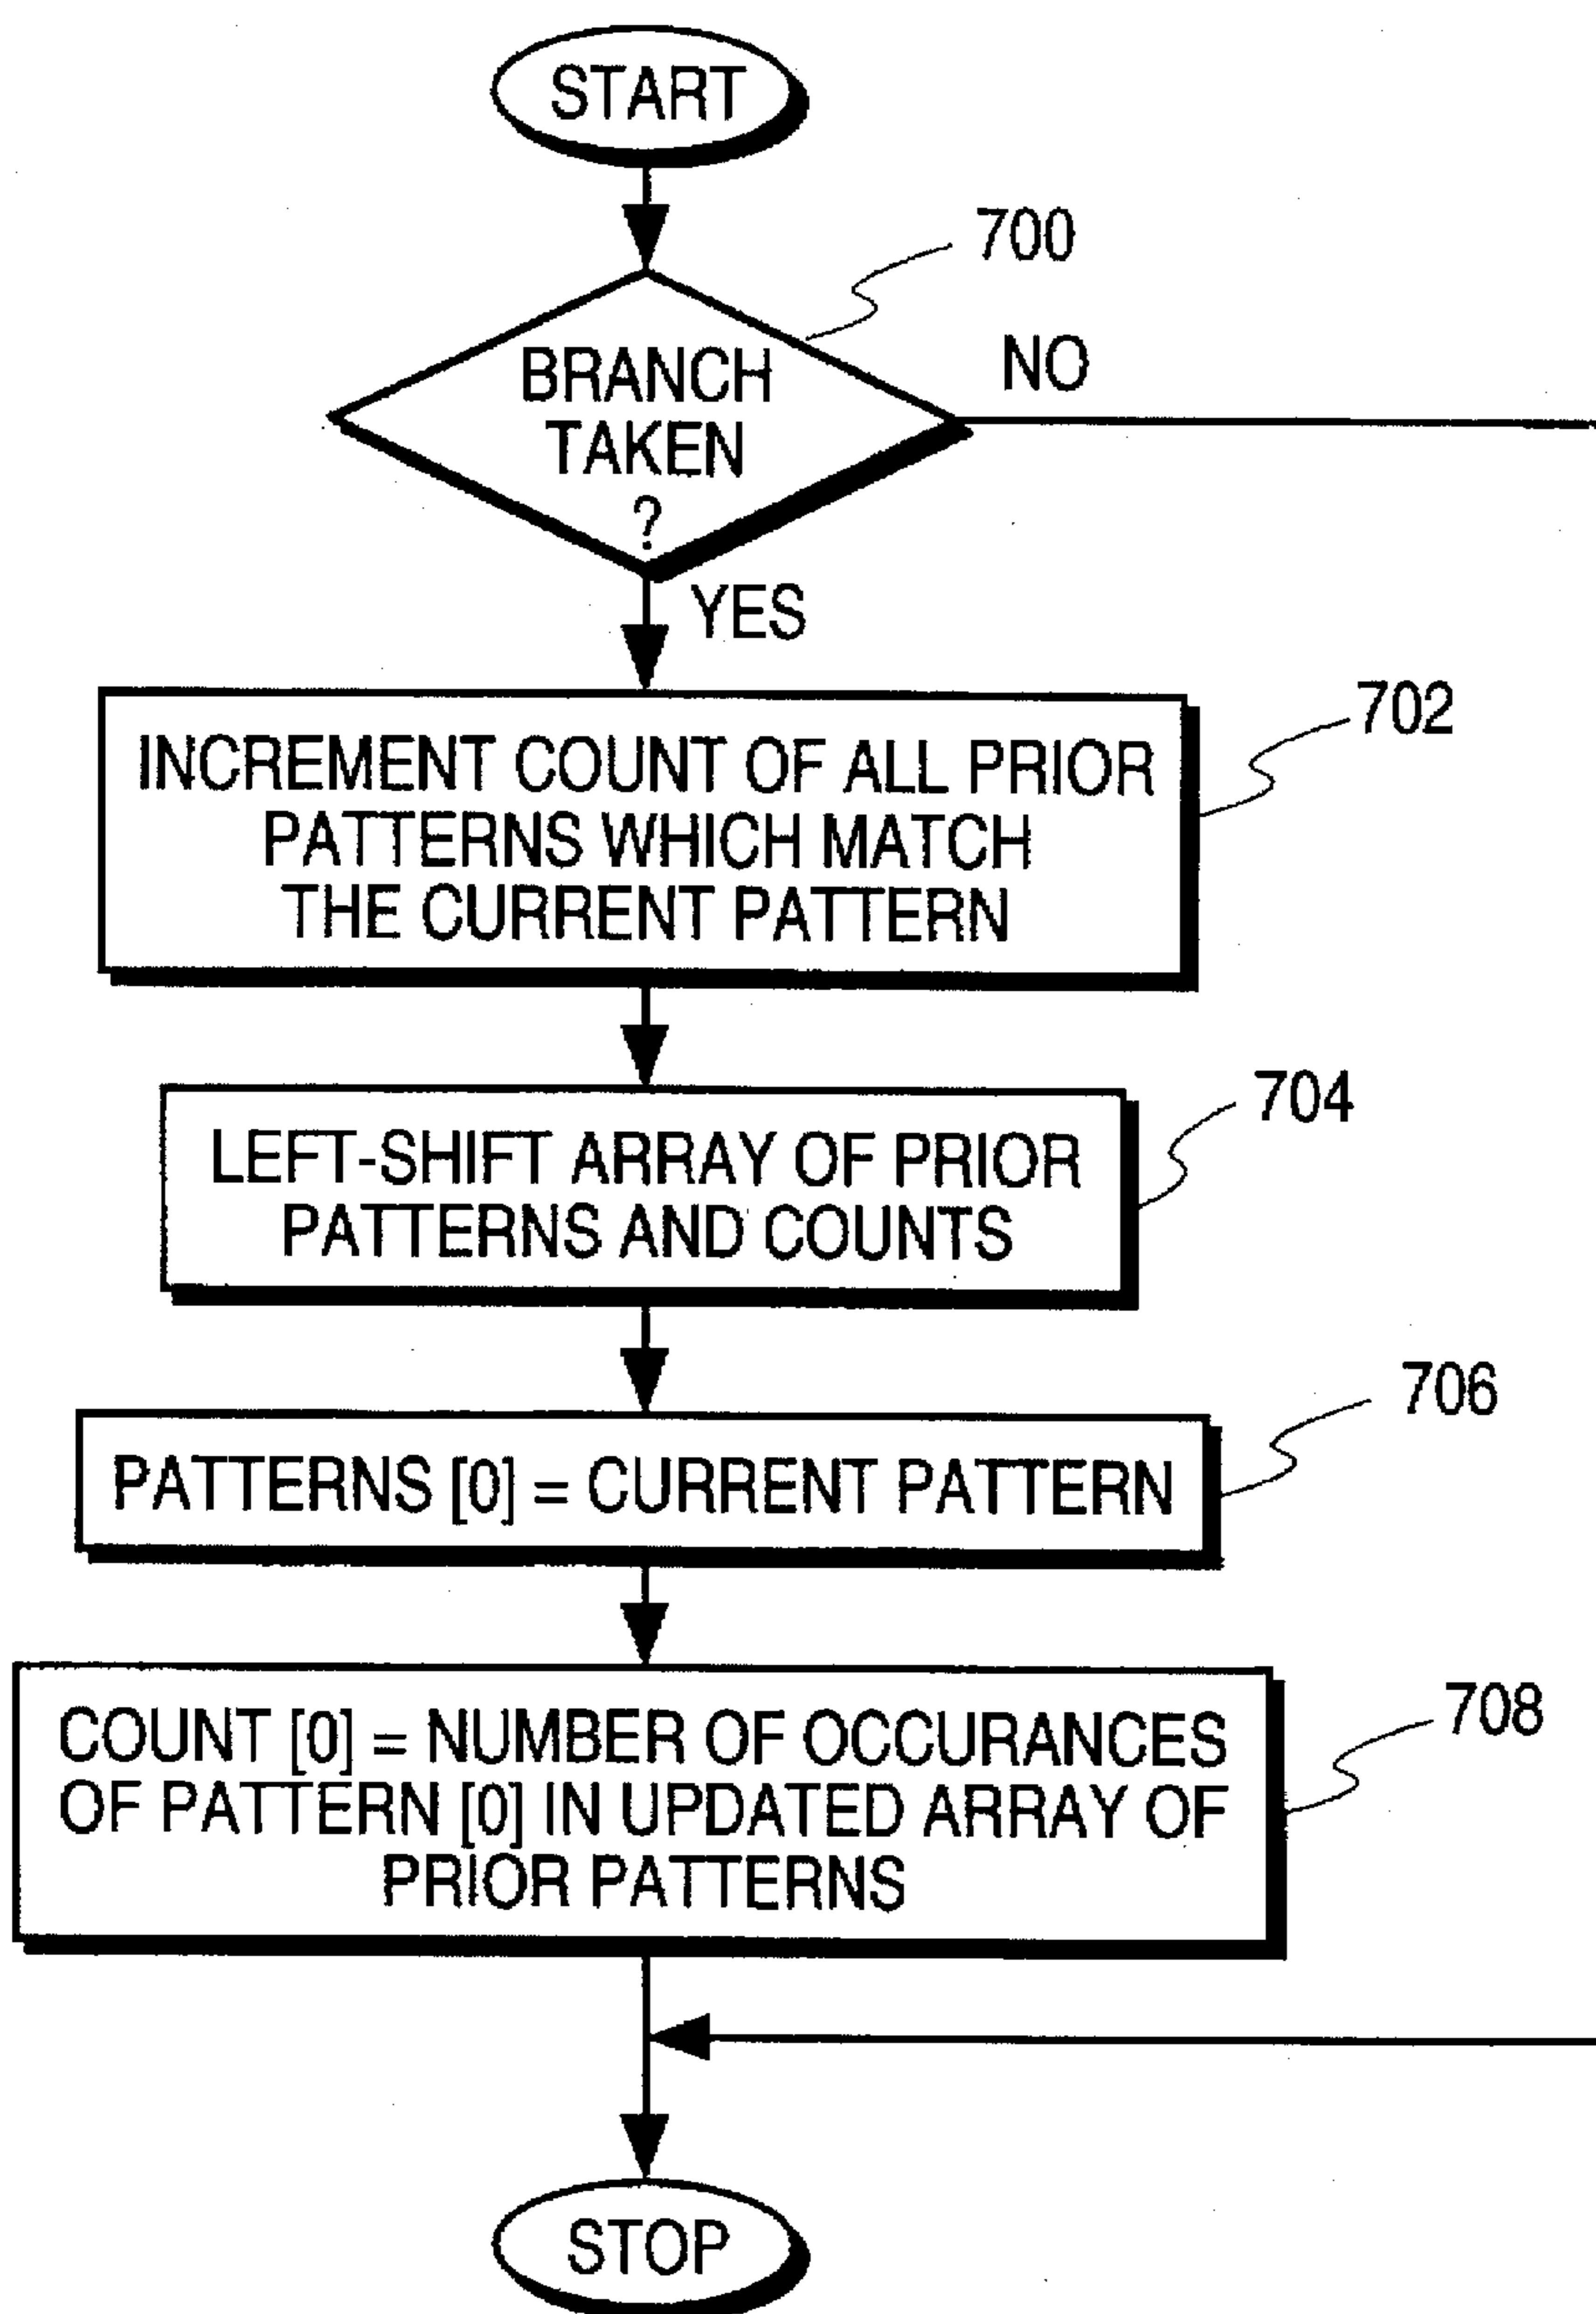 START
700
BRANCH
TAKEN
?
NO
YES
702
INCREMENT COUNT OF ALL PRIOR
PATTERNS WHICH MATCH
THE CURRENT PATTERN
704
LEFT-SHIFT ARRAY OF PRIOR
PATTERNS AND COUNTS
706
PATTERNS [0] = CURRENT PATTERN
708
COUNT [0] = NUMBER OF OCCURANCES
OF PATTERN [0] IN UPDATED ARRAY OF
PRIOR PATTERNS
STOP